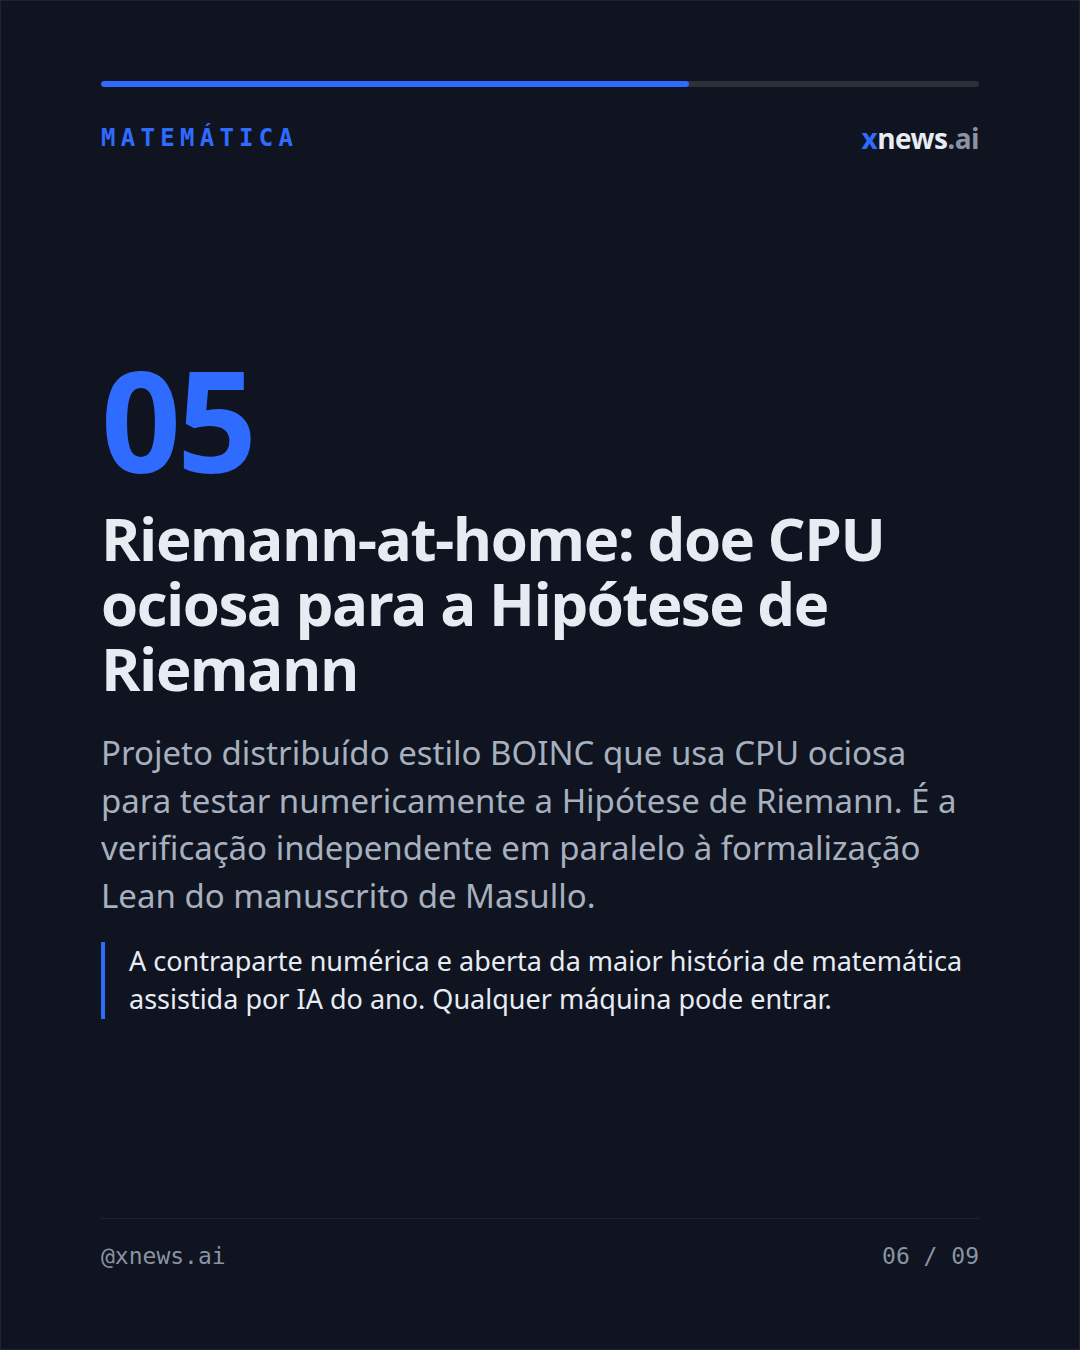 MATEMÁTICA
xnews.ai
05
Riemann-at-home: doe CPU
ociosa para a Hipótese de
Riemann
Projeto distribuído estilo BOINC que usa CPU ociosa
para testar numericamente a Hipótese de Riemann. É a
verificação independente em paralelo à formalização
Lean do manuscrito de Masullo.
A contraparte numérica e aberta da maior história de matemática
assistida por IA do ano. Qualquer máquina pode entrar.
@xnews.ai
06 / 09